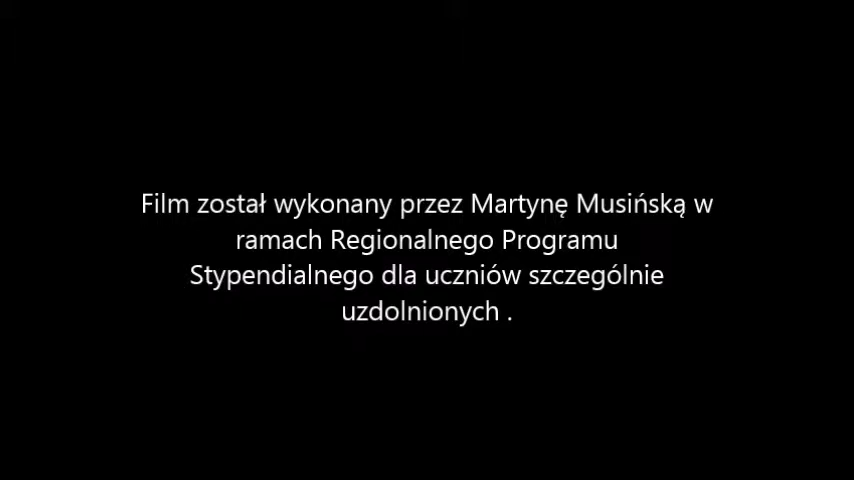 Film został wykonany przez Martynę Musińską w
ramach Regionalnego Programu
Stypendialnego dla uczniów szczególnie
uzdolnionych .